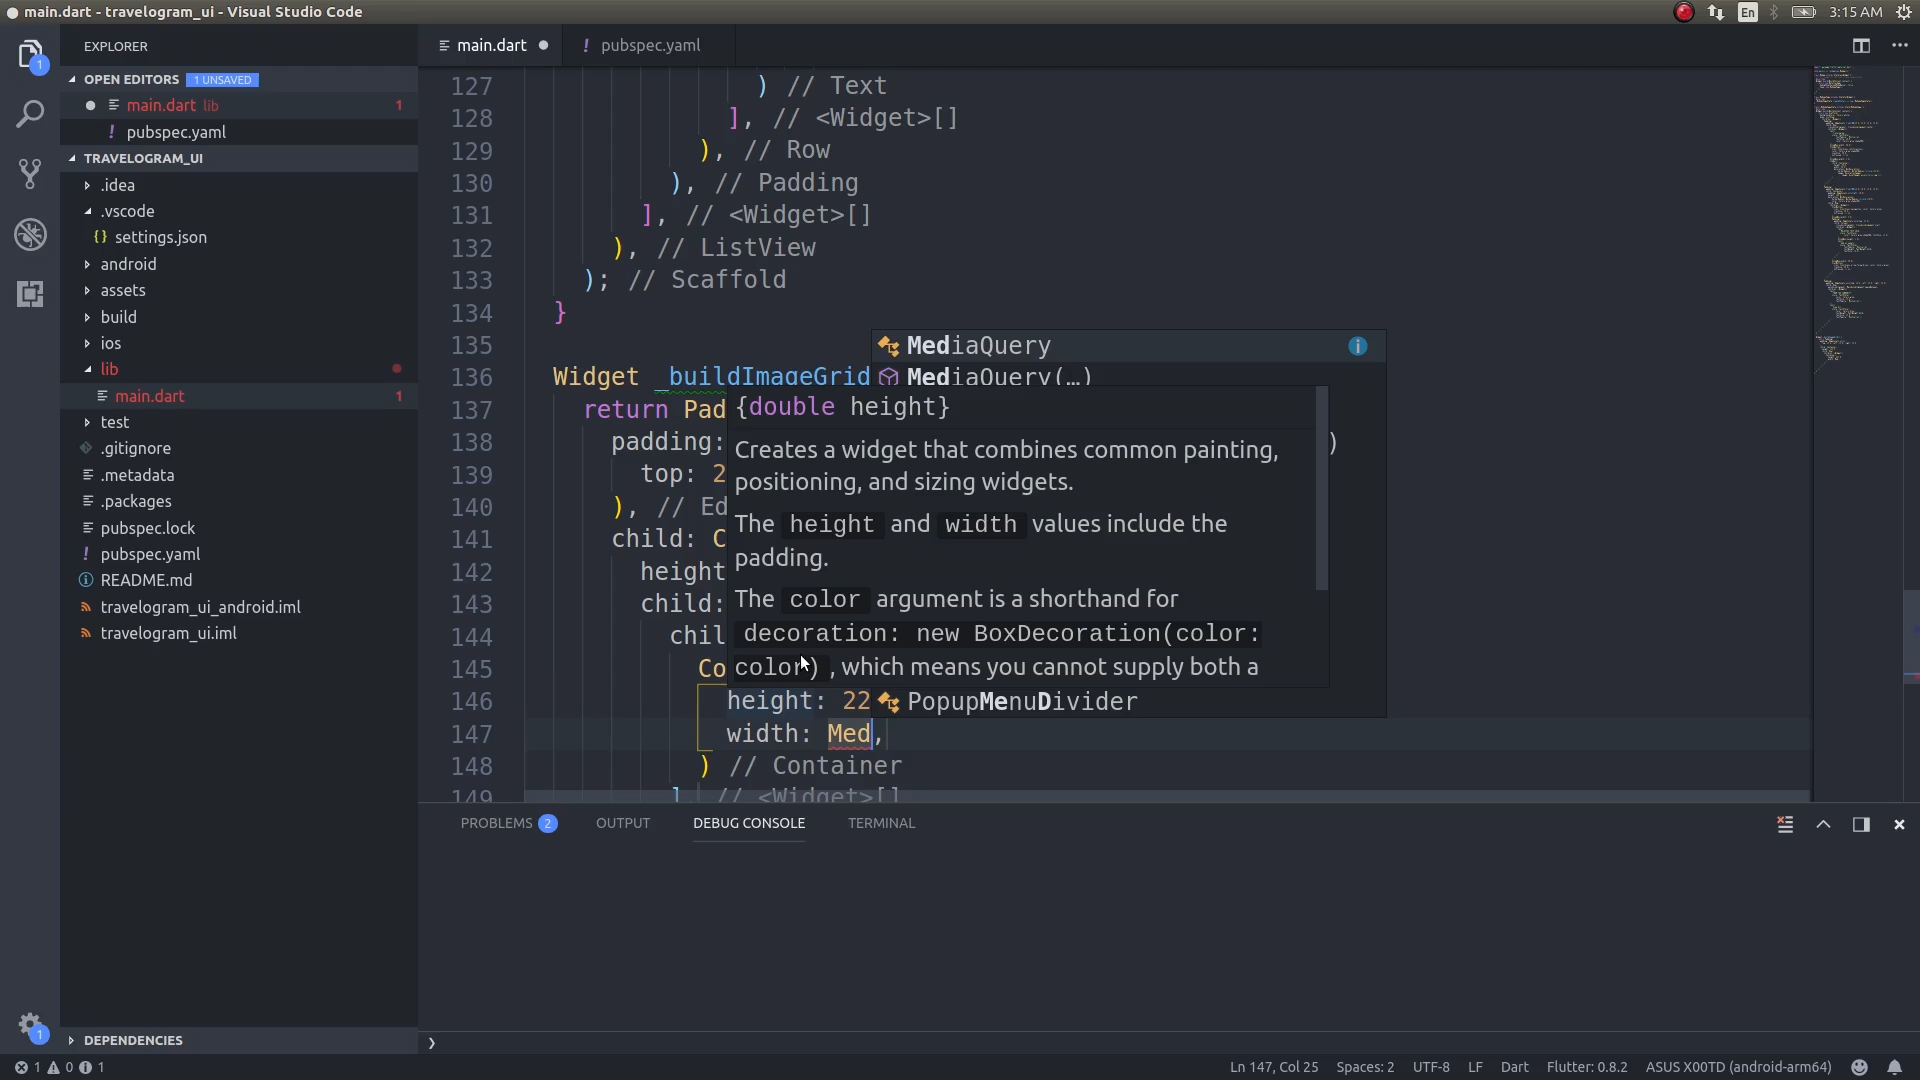 main.dart - travelogram_ui - Visual Studio Code
En
3:15 AM
EXPLORER
OPEN EDITORS 1 UNSAVED
main.dart lib 1
! pubspec.yaml
TRAVELOGRAM_UI
.idea
.vscode
{} settings.json
android
assets
build
ios
lib
main.dart 1
test
.gitignore
.metadata
.packages
pubspec.lock
! pubspec.yaml
README.md
travelogram_ui_android.iml
travelogram_ui.iml
DEPENDENCIES
1
1
main.dart
! pubspec.yaml
127 ) // Text
128 ], // <Widget>[]
129 ), // Row
130 ), // Padding
131 ], // <Widget>[]
132 ), // ListView
133 ); // Scaffold
134 }
135
136 Widget _buildImageGrid
137 return Pad
138 padding: )
139 top: 2
140 ), // Ed
141 child: C
142 height
143 child:
144 chil
145 Co
146 height: 22
147 width: Med,
148 ) // Container
149 ] // <Widget>[]
MediaQuery
MediaQuery(…)
{double height}
Creates a widget that combines common painting,
positioning, and sizing widgets.
The height and width values include the
padding.
The color argument is a shorthand for
decoration: new BoxDecoration(color:
color) , which means you cannot supply both a
PopupMenuDivider
PROBLEMS 2 OUTPUT DEBUG CONSOLE TERMINAL
1 0 1
Ln 147, Col 25 Spaces: 2 UTF-8 LF Dart Flutter: 0.8.2 ASUS X00TD (android-arm64)